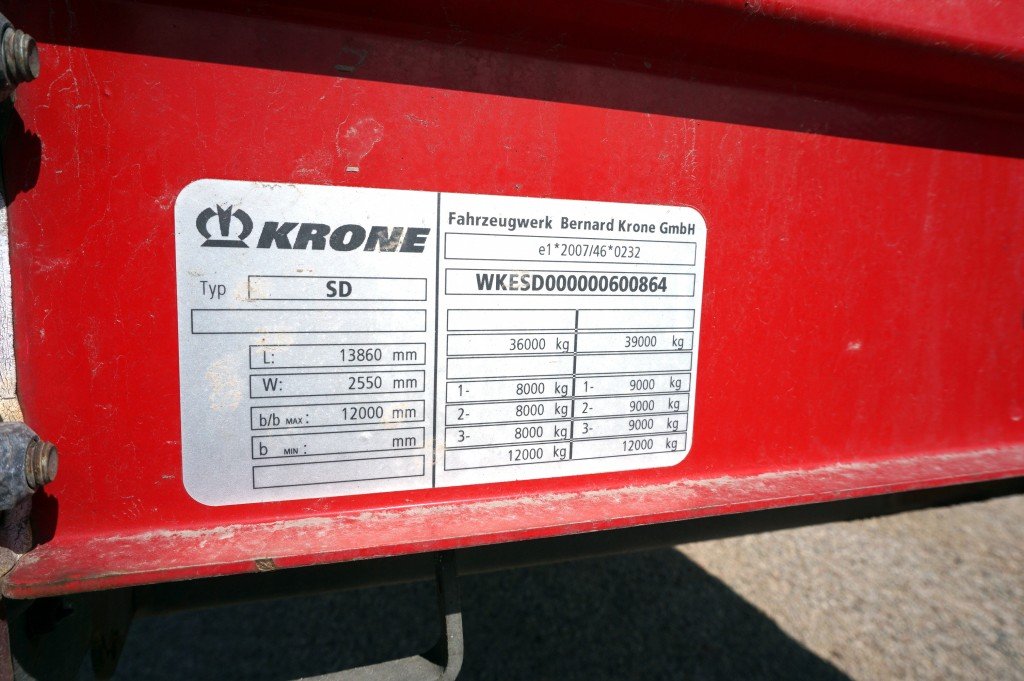 KRONE
Typ SD
L: 13860 mm
W: 2550 mm
b/b MAX : 12000 mm
b MIN : mm
Fahrzeugwerk Bernard Krone GmbH
e1*2007/46*0232
WKESD000000600864
36000 kg 39000 kg
1- 8000 kg 1- 9000 kg
2- 8000 kg 2- 9000 kg
3- 8000 kg 3- 9000 kg
12000 kg 12000 kg